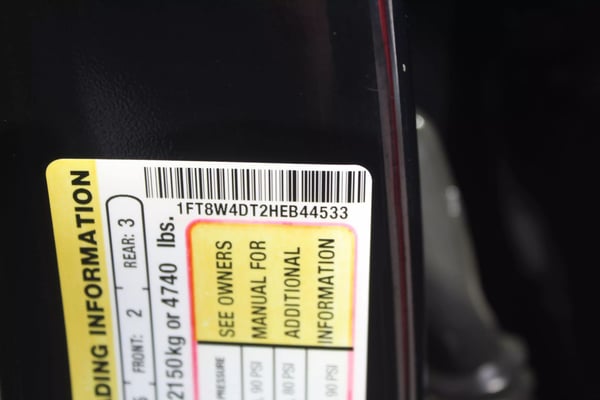 1FT8W4DT2HEB44533
ADING INFORMATION
FRONT: 2
REAR: 3
2150kg or 4740 lbs.
SEE OWNERS
MANUAL FOR
ADDITIONAL
INFORMATION
PRESSURE
90 PSI
80 PSI
90 PSI